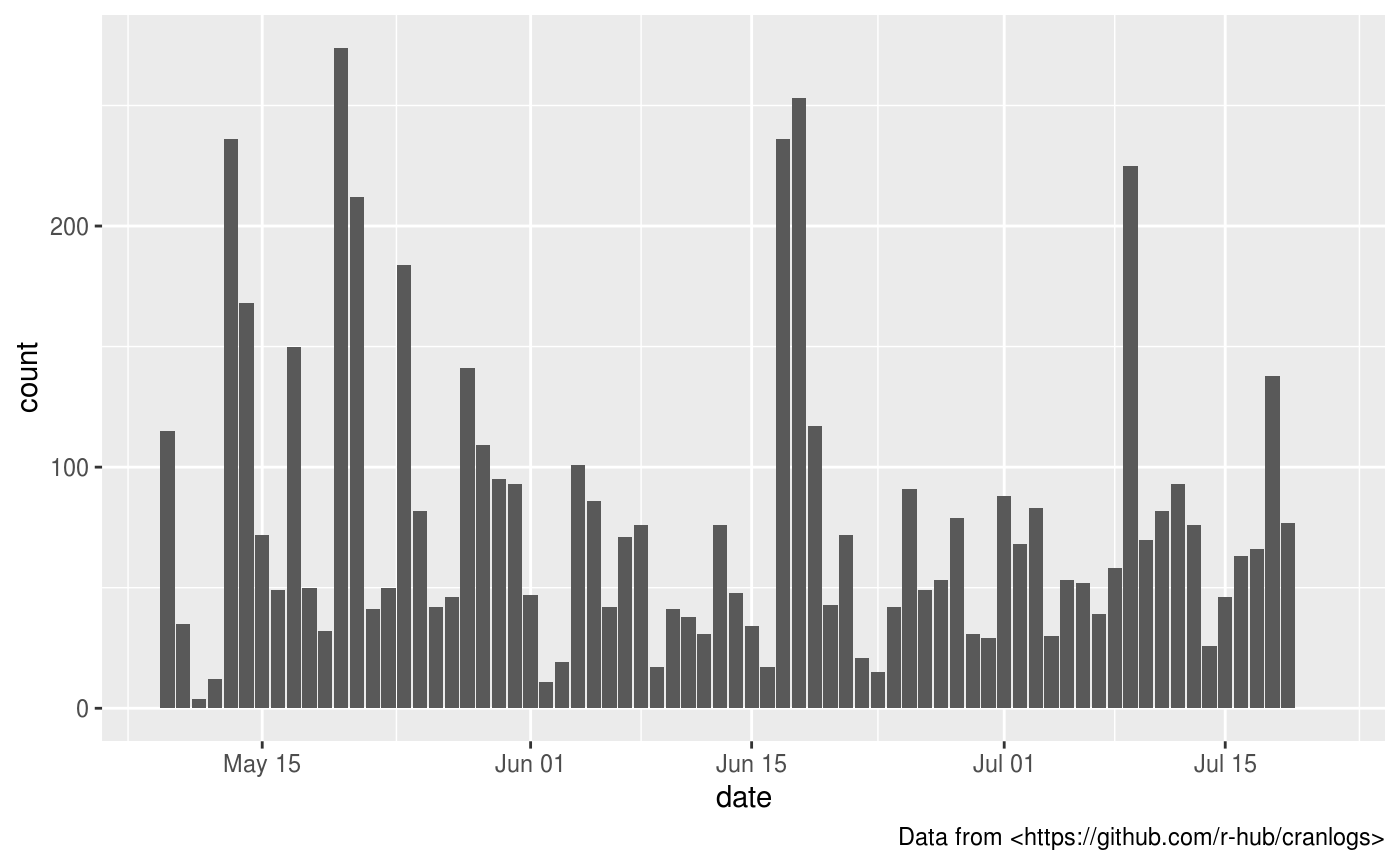 200
100
0
count
May 15
Jun 01
Jun 15
Jul 01
Jul 15
date
Data from <https://github.com/r-hub/cranlogs>